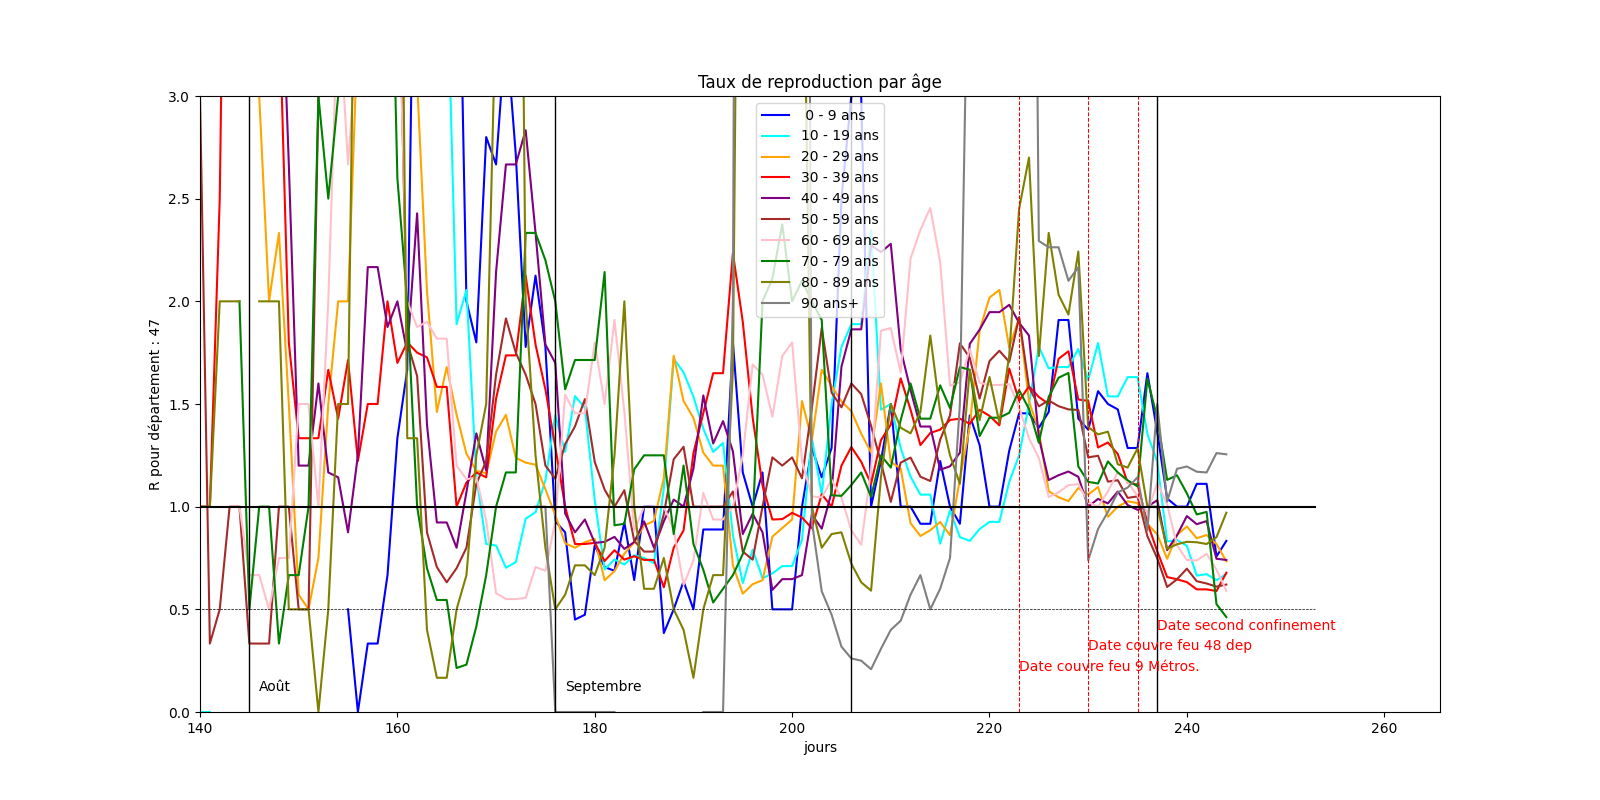 Taux de reproduction par âge
R pour département : 47
3.0
2.5
2.0
1.5
1.0
0.5
0.0
0 - 9 ans
10 - 19 ans
20 - 29 ans
30 - 39 ans
40 - 49 ans
50 - 59 ans
60 - 69 ans
70 - 79 ans
80 - 89 ans
90 ans+
Date second confinement
Date couvre feu 48 dep
Date couvre feu 9 Métros.
Août
Septembre
140 160 180 200 220 240 260
jours